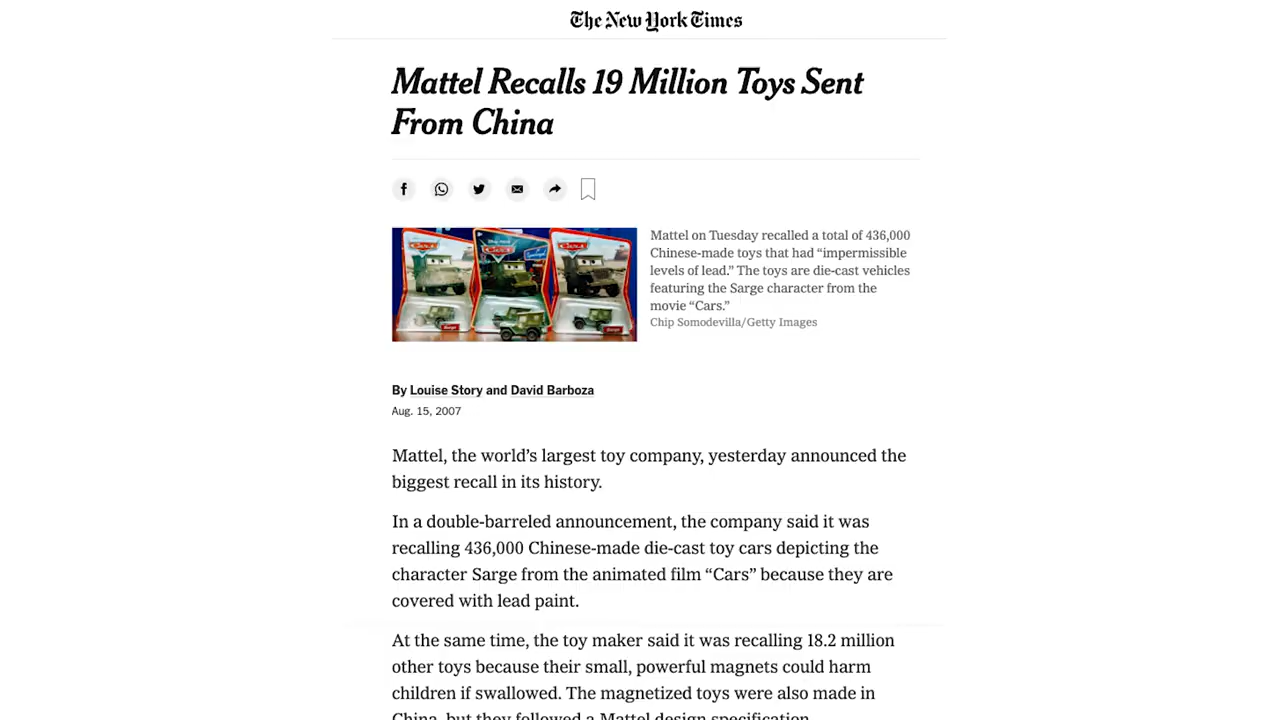 The New York Times
Mattel Recalls 19 Million Toys Sent
From China
Mattel on Tuesday recalled a total of 436,000
Chinese-made toys that had “impermissible
levels of lead.” The toys are die-cast vehicles
featuring the Sarge character from the
movie “Cars.”
Chip Somodevilla/Getty Images
By Louise Story and David Barboza
Aug. 15, 2007
Mattel, the world’s largest toy company, yesterday announced the
biggest recall in its history.
In a double-barreled announcement, the company said it was
recalling 436,000 Chinese-made die-cast toy cars depicting the
character Sarge from the animated film “Cars” because they are
covered with lead paint.
At the same time, the toy maker said it was recalling 18.2 million
other toys because their small, powerful magnets could harm
children if swallowed. The magnetized toys were also made in
China, but they followed a Mattel design specification.